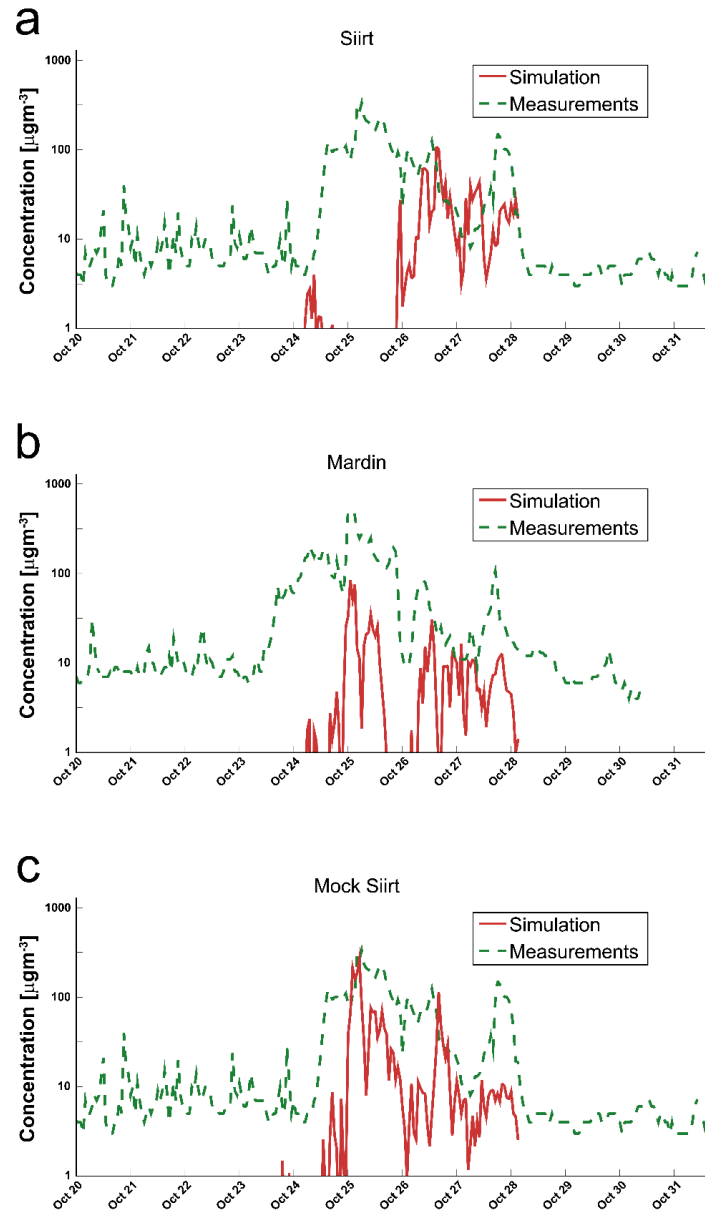 a
Siirt
Concentration [μgm-3]
1000
100
10
1
Simulation
Measurements
Oct 20
Oct 21
Oct 22
Oct 23
Oct 24
Oct 25
Oct 26
Oct 27
Oct 28
Oct 29
Oct 30
Oct 31
b
Mardin
Concentration [μgm-3]
1000
100
10
1
Simulation
Measurements
Oct 20
Oct 21
Oct 22
Oct 23
Oct 24
Oct 25
Oct 26
Oct 27
Oct 28
Oct 29
Oct 30
Oct 31
c
Mock Siirt
Concentration [μgm-3]
1000
100
10
1
Simulation
Measurements
Oct 20
Oct 21
Oct 22
Oct 23
Oct 24
Oct 25
Oct 26
Oct 27
Oct 28
Oct 29
Oct 30
Oct 31